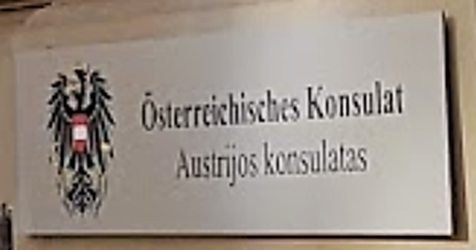 Österreichisches Konsulat
Austrijos konsulatas